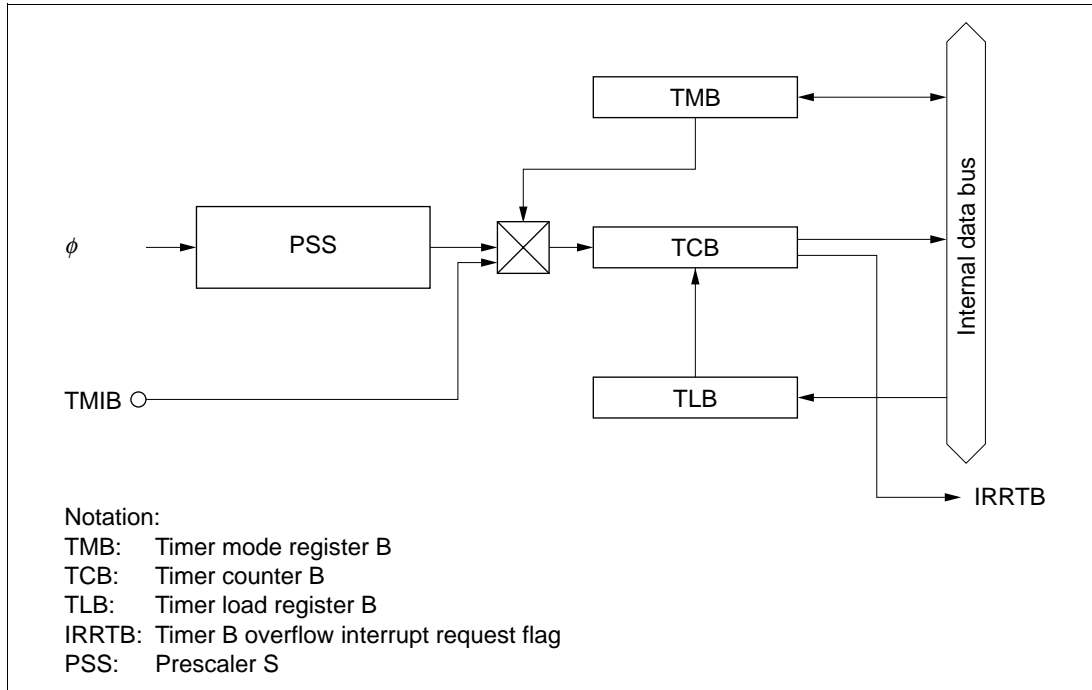 TMB
ϕ
PSS
TCB
Internal data bus
TMIB
TLB
IRRTB
Notation:
TMB: Timer mode register B
TCB: Timer counter B
TLB: Timer load register B
IRRTB: Timer B overflow interrupt request flag
PSS: Prescaler S